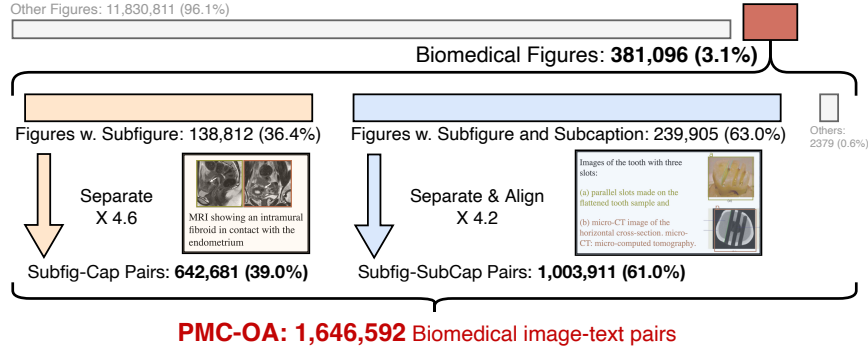 Other Figures: 11,830,811 (96.1%)
Biomedical Figures: 381,096 (3.1%)
Figures w. Subfigure: 138,812 (36.4%)
Figures w. Subfigure and Subcaption: 239,905 (63.0%)
Others:
2379 (0.6%)
Separate
X 4.6
MRI showing an intramural
fibroid in contact with the
endometrium
Separate & Align
X 4.2
Images of the tooth with three
slots:
(a) parallel slots made on the
flattened tooth sample and
(b) micro-CT image of the
horizontal cross-section. micro-
CT: micro-computed tomography.
Subfig-Cap Pairs: 642,681 (39.0%)
Subfig-SubCap Pairs: 1,003,911 (61.0%)
PMC-OA: 1,646,592 Biomedical image-text pairs